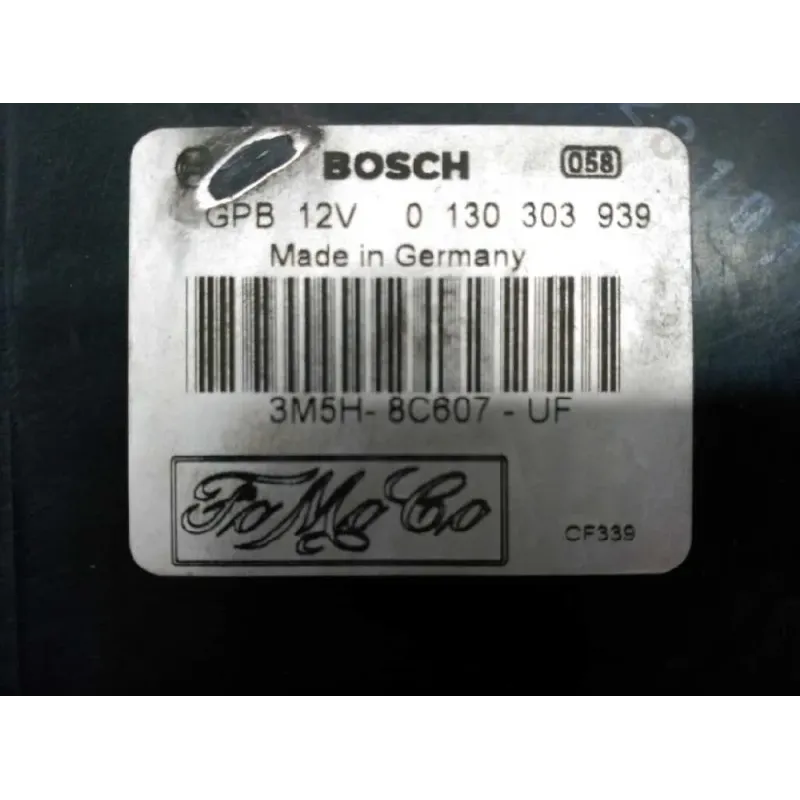 BOSCH 058
GPB 12V 0 130 303 939
Made in Germany
3M5H- 8C607 - UF
FoMoCo
CF339